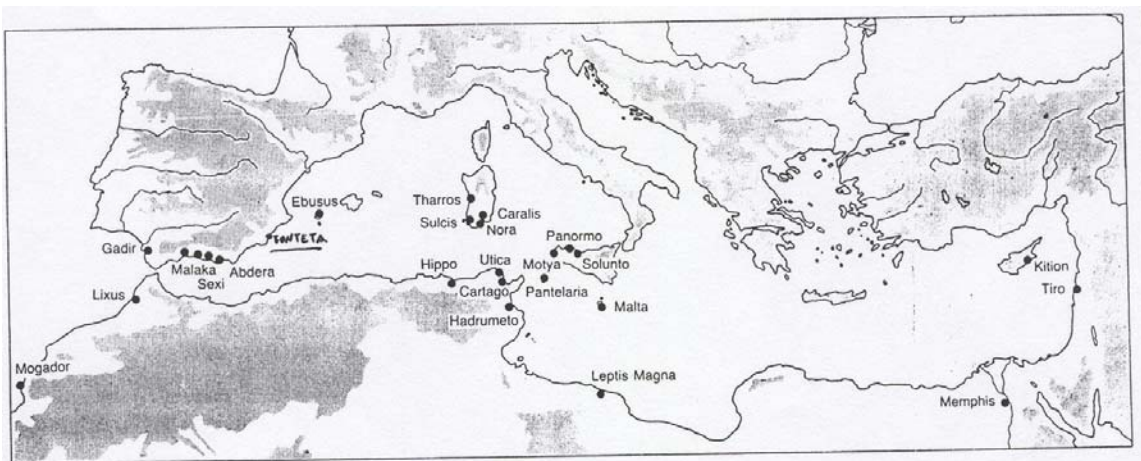 Ebusus
FONTETA
Gadir
Malaka
Sexi
Abdera
Lixus
Mogador
Tharros
Sulcis
Caralis
Nora
Hippo
Utica
Cartago
Hadrumeto
Panormo
Motya
Solunto
Pantelaria
Malta
Leptis Magna
Kition
Tiro
Memphis